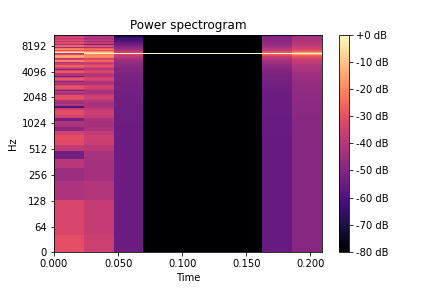 Power spectrogram
Hz
8192
4096
2048
1024
512
256
128
64
0
0.000 0.050 0.100 0.150 0.200
Time
+0 dB
-10 dB
-20 dB
-30 dB
-40 dB
-50 dB
-60 dB
-70 dB
-80 dB